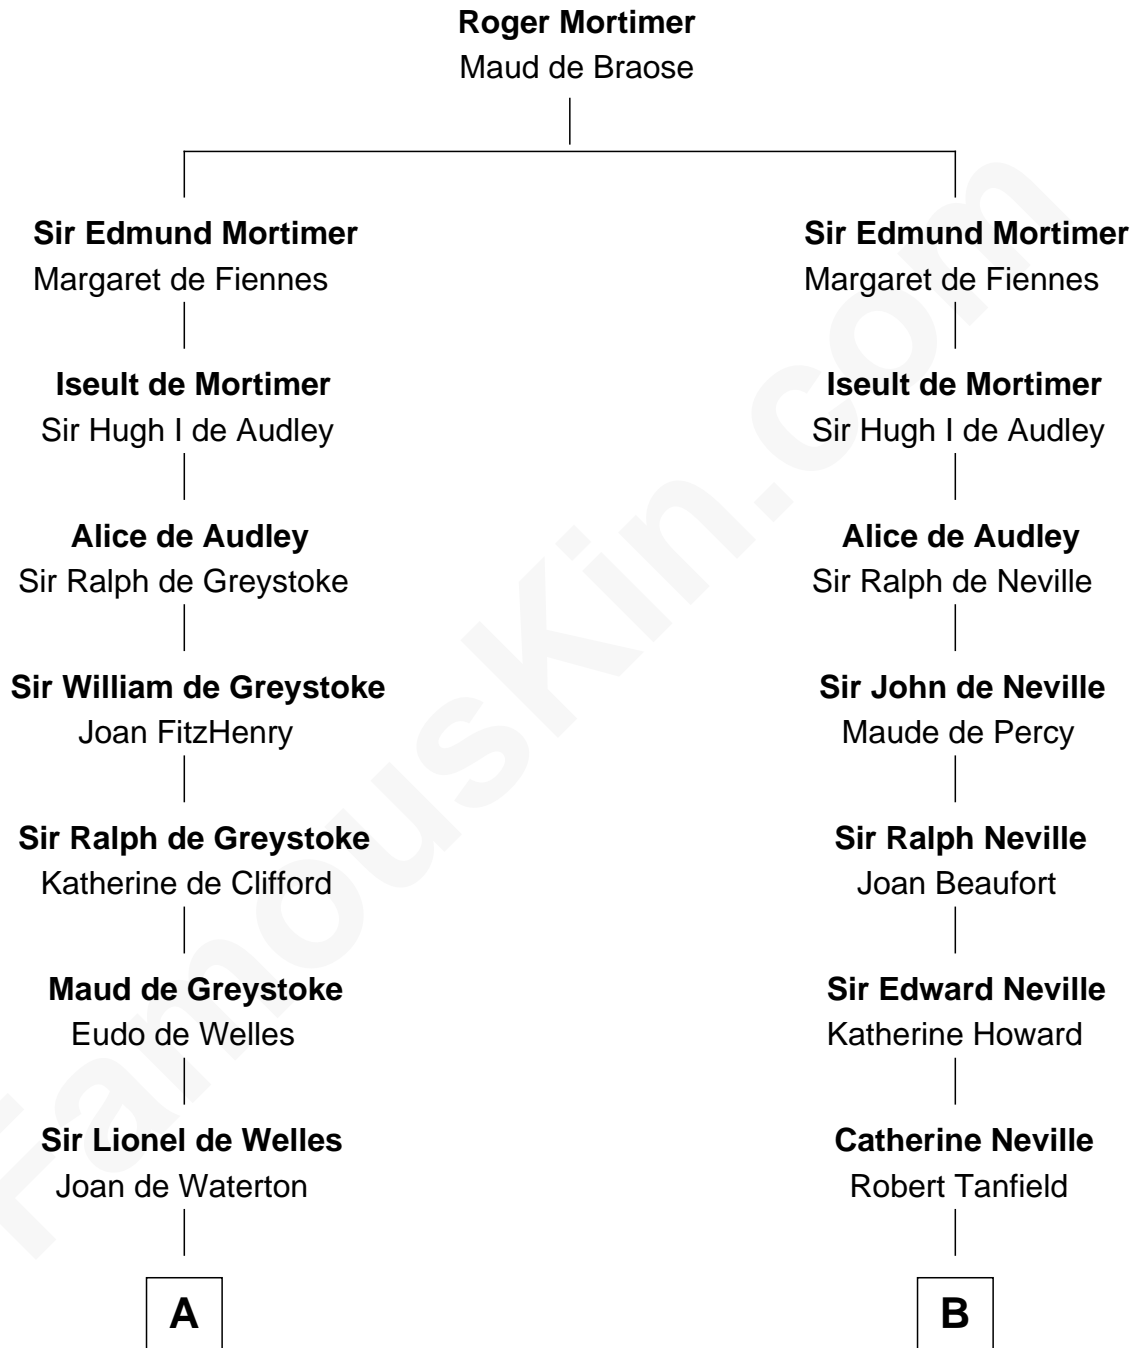 Roger Mortimer
Maud de Braose
Sir Edmund Mortimer
Margaret de Fiennes
Sir Edmund Mortimer
Margaret de Fiennes
Iseult de Mortimer
Sir Hugh I de Audley
Iseult de Mortimer
Sir Hugh I de Audley
Alice de Audley
Sir Ralph de Greystoke
Alice de Audley
Sir Ralph de Neville
Sir William de Greystoke
Joan FitzHenry
Sir John de Neville
Maude de Percy
Sir Ralph de Greystoke
Katherine de Clifford
Sir Ralph Neville
Joan Beaufort
Maud de Greystoke
Eudo de Welles
Sir Edward Neville
Katherine Howard
Sir Lionel de Welles
Joan de Waterton
Catherine Neville
Robert Tanfield
A
B
FamousKin.com